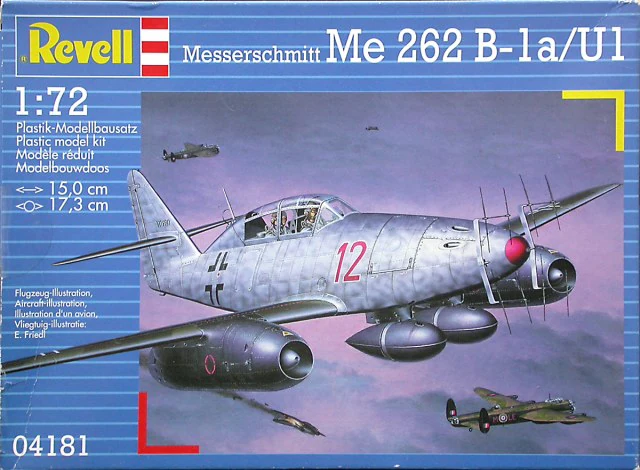 Revell
Messerschmitt Me 262 B-1a/U1
1:72
Plastik-Modellbausatz
Plastic model kit
Modèle réduit
Modelbouwdoos
15,0 cm
17,3 cm
12
Flugzeug-Illustration,
Aircraft-illustration,
Illustration d'un avion,
Vliegtuig-illustratie:
E. Friedl
04181